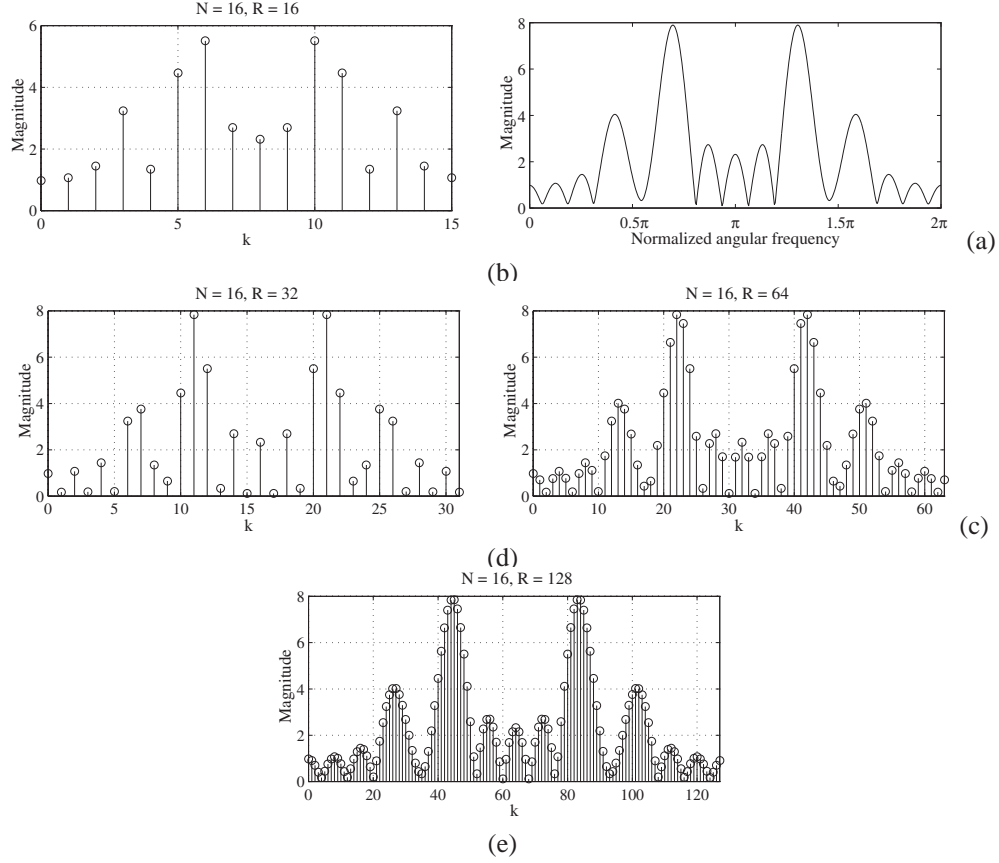 N = 16, R = 16
Magnitude
6
4
2
0
0 5 10 15
k
(b)
Magnitude
8
6
4
2
0
0 0.5π π 1.5π 2π
Normalized angular frequency
(a)
N = 16, R = 32
Magnitude
8
6
4
2
0
0 5 10 15 20 25 30
k
(d)
N = 16, R = 64
Magnitude
8
6
4
2
0
0 10 20 30 40 50 60
k
(c)
N = 16, R = 128
Magnitude
8
6
4
2
0
0 20 40 60 80 100 120
k
(e)